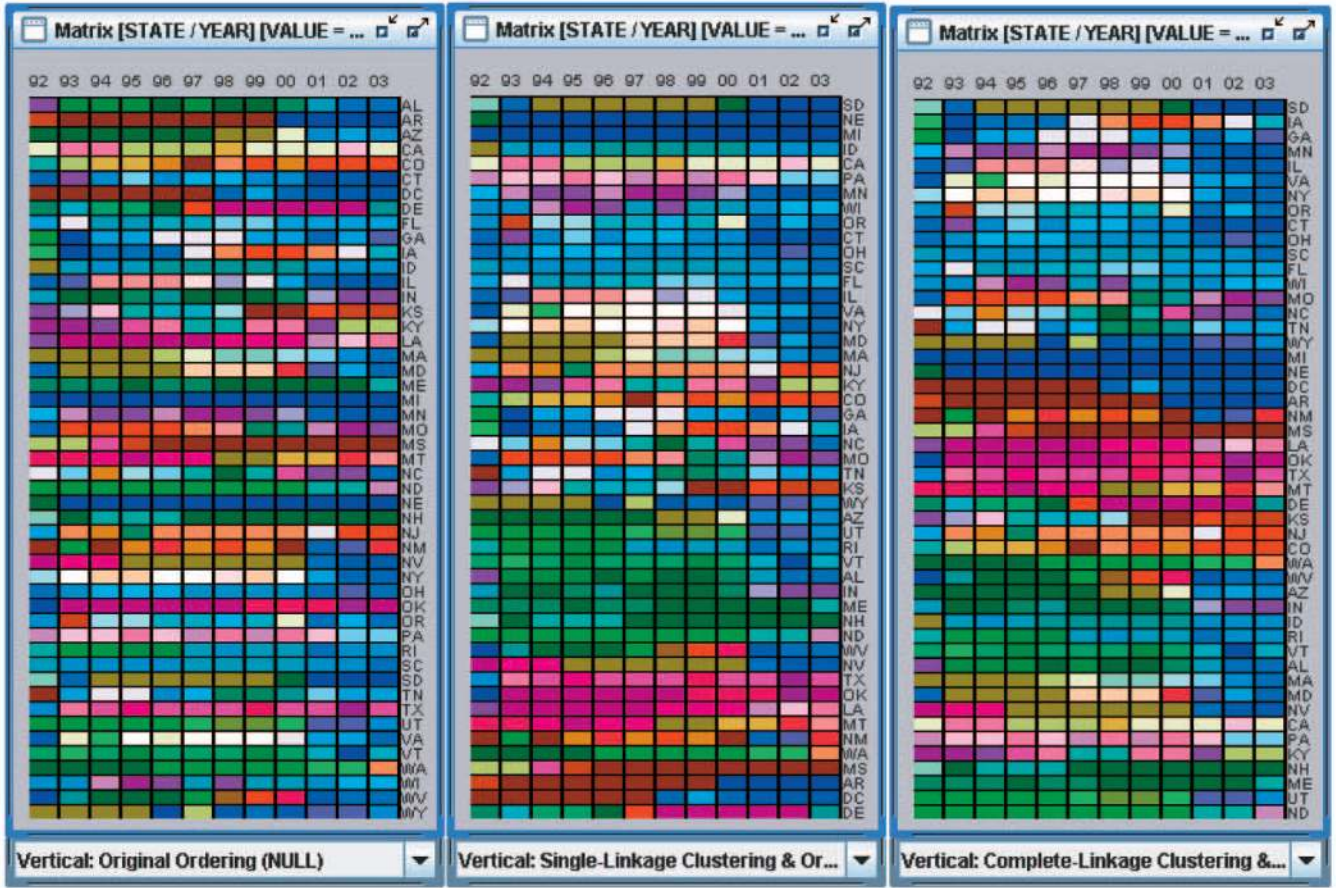 Matrix [STATE / YEAR] [VALUE = ...
92 93 94 95 96 97 98 99 00 01 02 03
AL
AR
AZ
CA
CO
CT
DC
DE
FL
GA
IA
ID
IL
IN
KS
KY
LA
MA
MD
ME
MI
MN
MO
MS
MT
NC
ND
NE
NH
NJ
NM
NV
NY
OH
OK
OR
PA
RI
SC
SD
TN
TX
UT
VA
VT
WA
WI
WV
WY
Vertical: Original Ordering (NULL)
Matrix [STATE / YEAR] [VALUE = ...
92 93 94 95 96 97 98 99 00 01 02 03
SD
NE
MI
ID
CA
PA
MN
WI
OR
CT
OH
SC
FL
IL
VA
NY
MD
MA
NJ
KY
CO
GA
IA
NC
MO
TN
KS
WY
AZ
UT
RI
VT
AL
IN
ME
NH
ND
WV
NV
TX
OK
LA
MT
NM
WA
MS
AR
DC
DE
Vertical: Single-Linkage Clustering & Or...
Matrix [STATE / YEAR] [VALUE = ...
92 93 94 95 96 97 98 99 00 01 02 03
SD
IA
GA
MN
IL
VA
NY
OR
CT
OH
SC
FL
WI
MO
NC
TN
WY
MI
NE
DC
AR
NM
MS
LA
OK
TX
MT
DE
KS
NJ
CO
WA
WV
AZ
IN
ID
RI
VT
AL
MA
MD
NV
CA
PA
KY
NH
ME
UT
ND
Vertical: Complete-Linkage Clustering &...